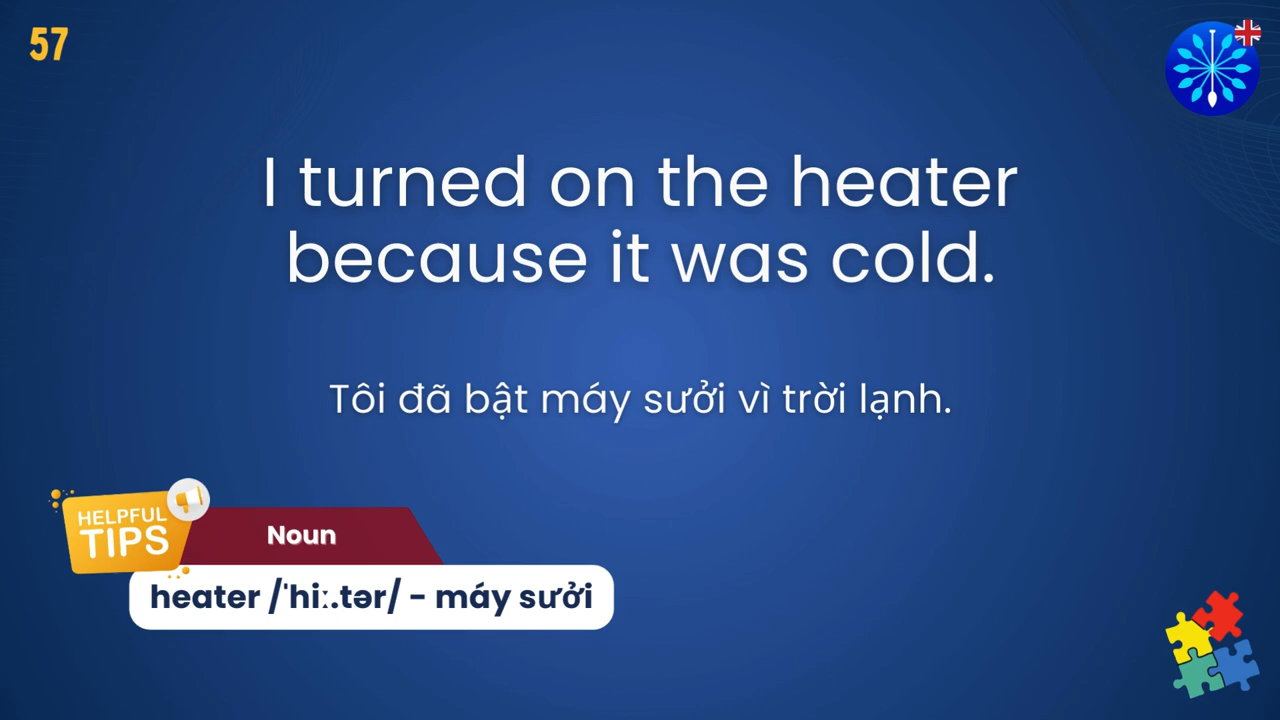 57
I turned on the heater
because it was cold.
Tôi đã bật máy sưởi vì trời lạnh.
HELPFUL
TIPS
Noun
heater /ˈhiː.tər/ - máy sưởi